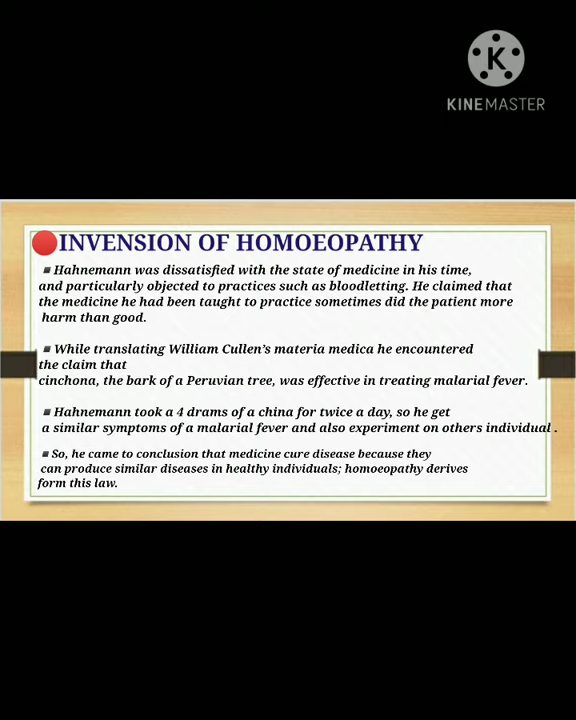 K
KINEMASTER
INVENSION OF HOMOEOPATHY
▪Hahnemann was dissatisfied with the state of medicine in his time,
and particularly objected to practices such as bloodletting. He claimed that
the medicine he had been taught to practice sometimes did the patient more
harm than good.
▪While translating William Cullen’s materia medica he encountered
the claim that
cinchona, the bark of a Peruvian tree, was effective in treating malarial fever.
▪Hahnemann took a 4 drams of a china for twice a day, so he get
a similar symptoms of a malarial fever and also experiment on others individual .
▪So, he came to conclusion that medicine cure disease because they
can produce similar diseases in healthy individuals; homoeopathy derives
form this law.